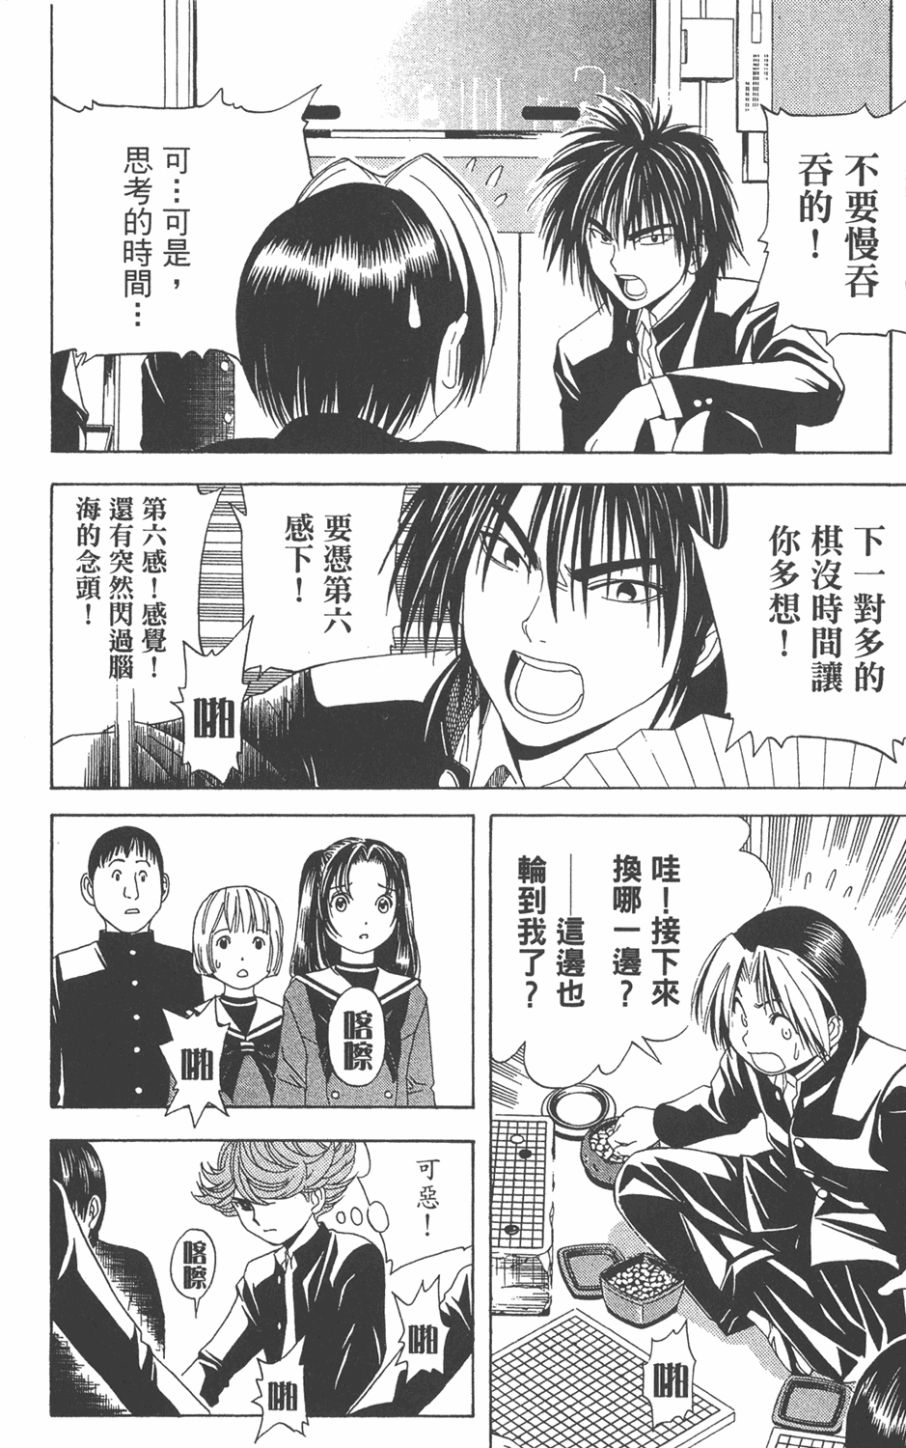 不要慢吞
吞的！
可…可是，
思考的時間…
下一對多的
棋沒時間讓
你多想！
要憑第六
感下！
第六感！感覺！
還有突然閃過腦
海的念頭！
啪
哇！接下來
換哪一邊？
——這邊也
輪到我了？
啪
喀嚓
啪
可惡！
喀嚓
啪
啪